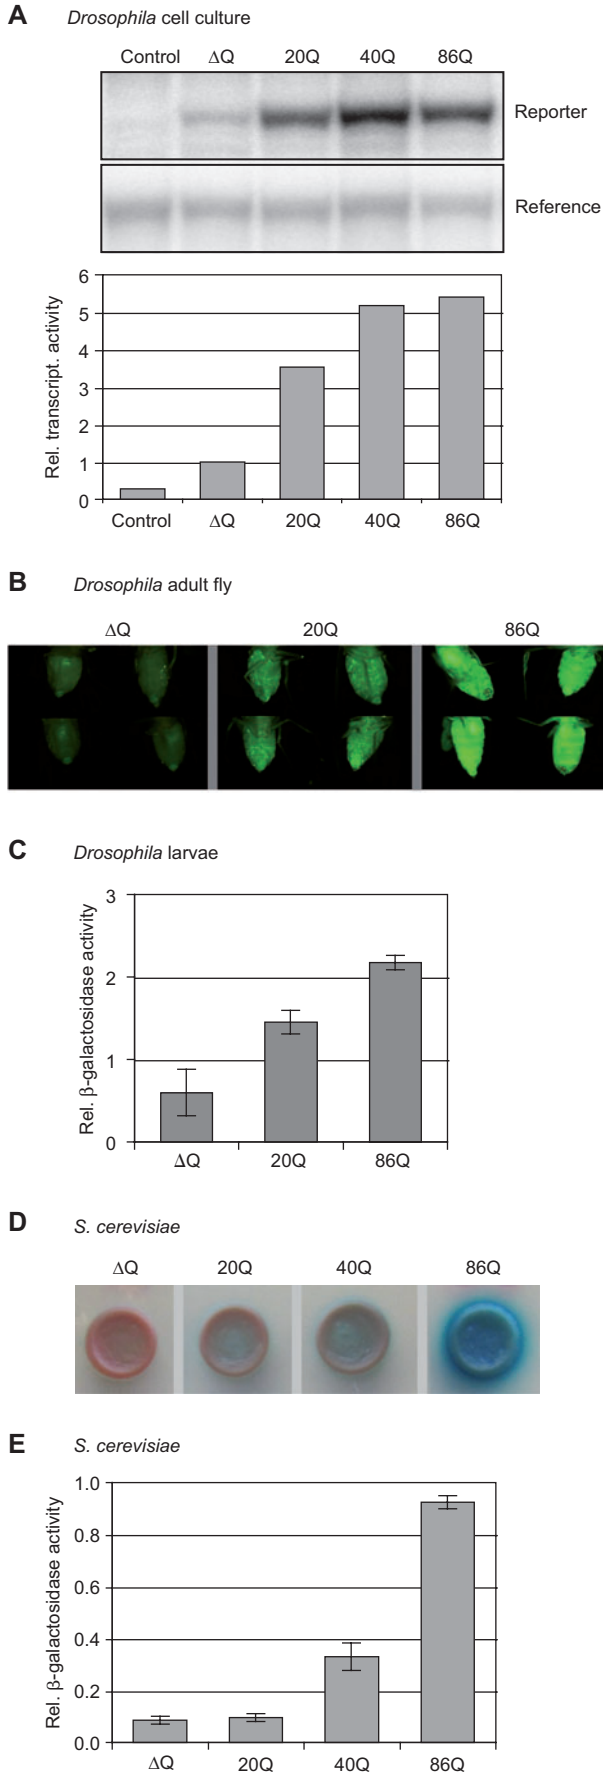 A Drosophila cell culture
Control ΔQ 20Q 40Q 86Q
Reporter
Reference
Rel. transcript. activity
6
5
4
3
2
1
0
Control ΔQ 20Q 40Q 86Q
B Drosophila adult fly
ΔQ 20Q 86Q
C Drosophila larvae
Rel. β-galactosidase activity
3
2
1
0
ΔQ 20Q 86Q
D S. cerevisiae
ΔQ 20Q 40Q 86Q
E S. cerevisiae
Rel. β-galactosidase activity
1.0
0.8
0.6
0.4
0.2
0.0
ΔQ 20Q 40Q 86Q